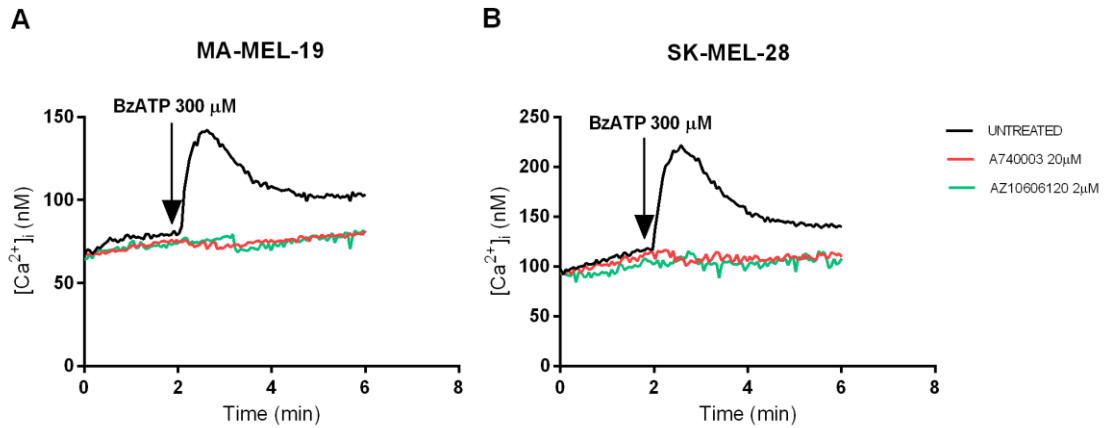 A
MA-MEL-19
BzATP 300 μM
150
100
50
0
[Ca²⁺]ᵢ (nM)
0 2 4 6 8
Time (min)
B
SK-MEL-28
BzATP 300 μM
250
200
150
100
50
0
[Ca²⁺]ᵢ (nM)
0 2 4 6 8
Time (min)
UNTREATED
A740003 20μM
AZ10606120 2μM